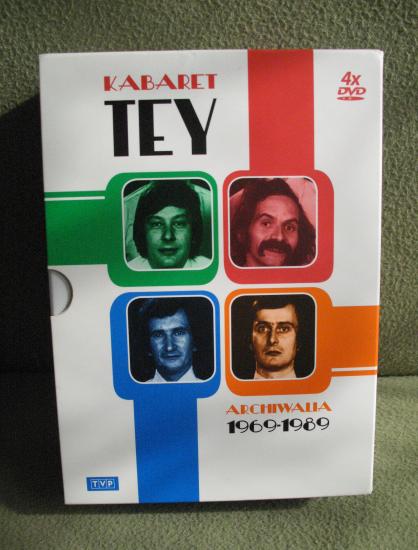 KABARET
TEY
4x
DVD
ARCHIWALIA
1969-1989
TVP